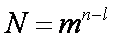 N = m^{n-l}